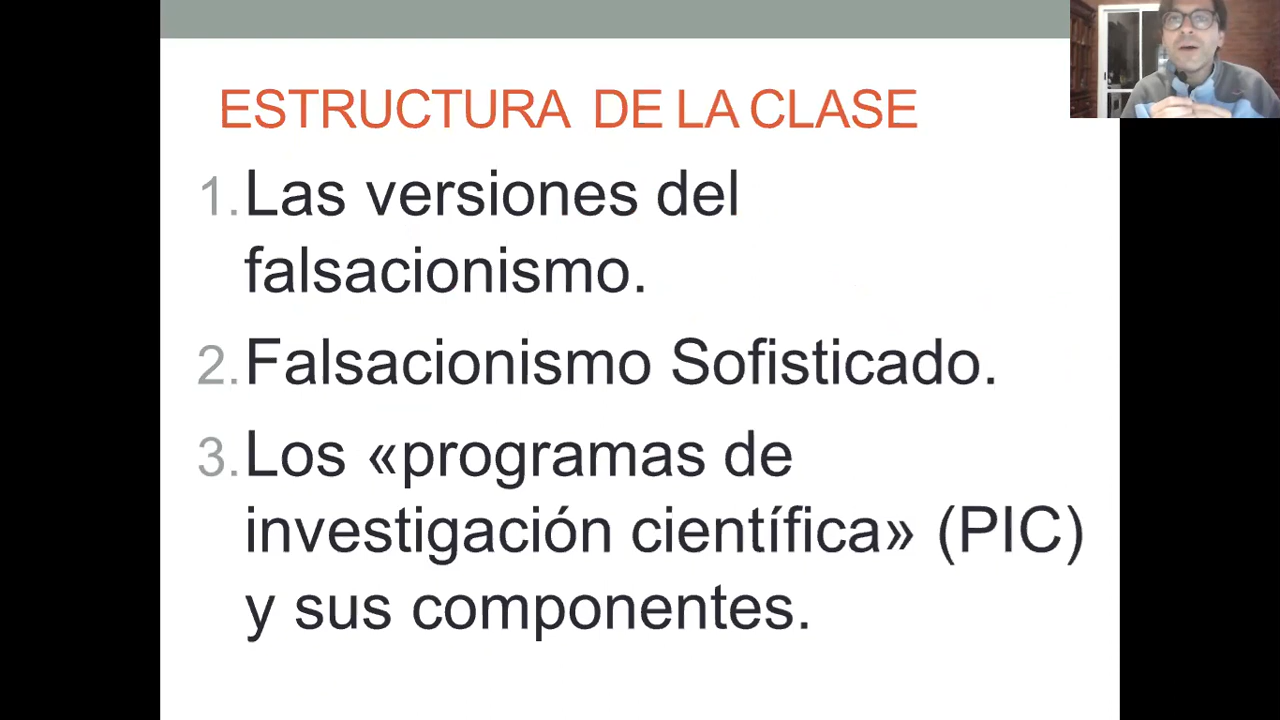 ESTRUCTURA DE LA CLASE
1. Las versiones del
falsacionismo.
2. Falsacionismo Sofisticado.
3. Los «programas de
investigación científica» (PIC)
y sus componentes.